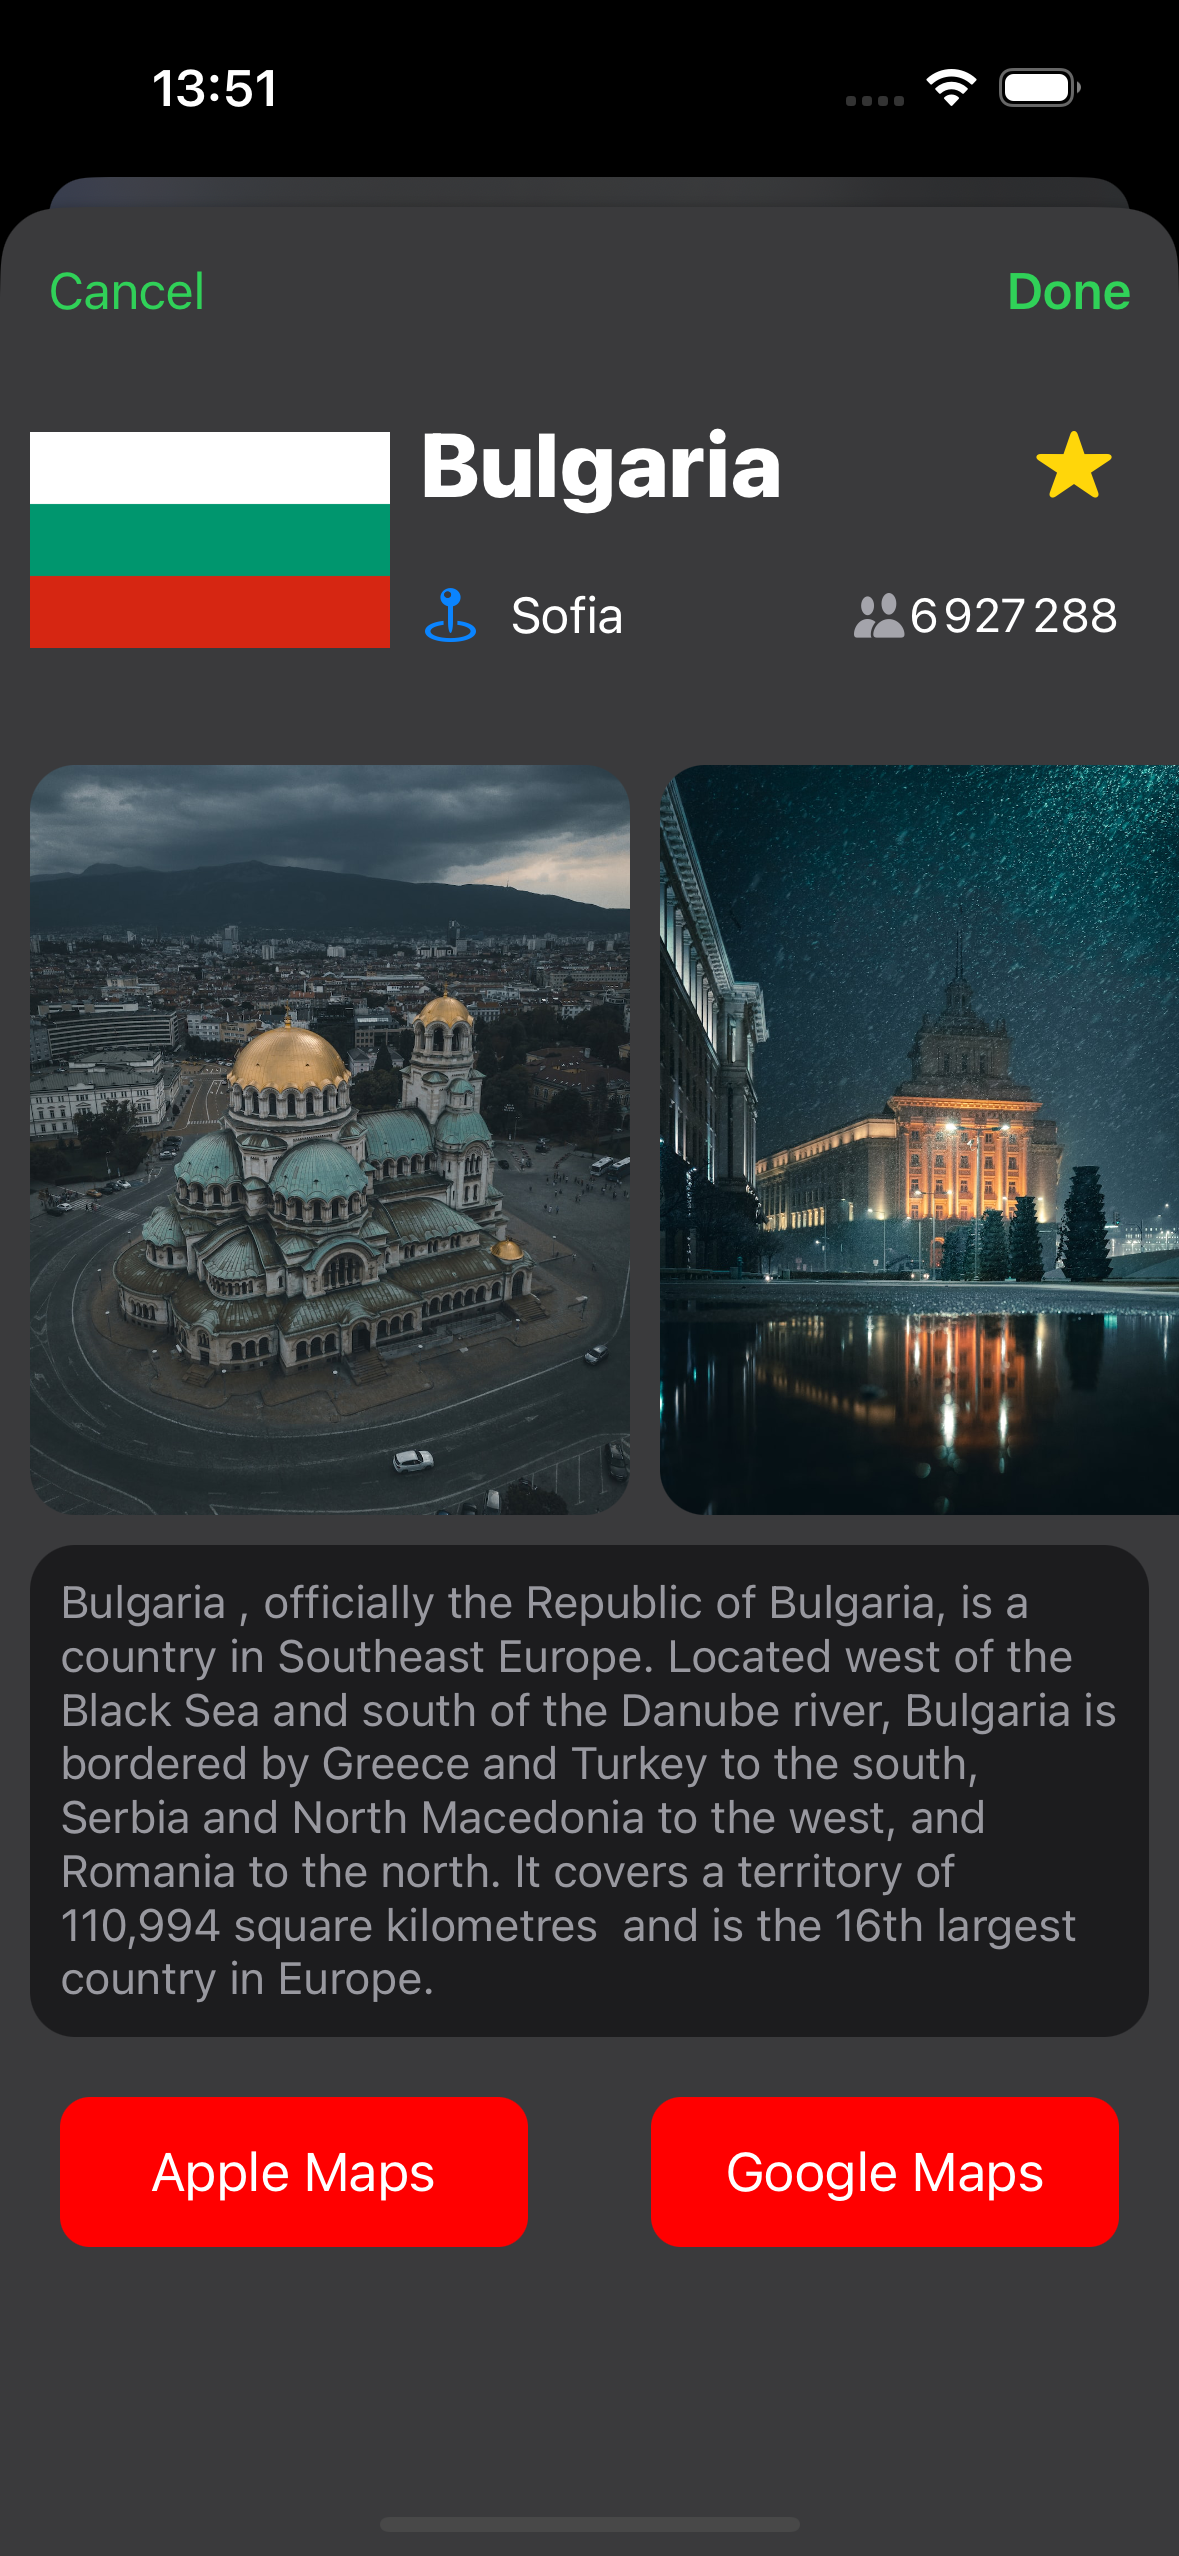 13:51
Cancel
Done
Bulgaria
Sofia
6 927 288
Bulgaria , officially the Republic of Bulgaria, is a
country in Southeast Europe. Located west of the
Black Sea and south of the Danube river, Bulgaria is
bordered by Greece and Turkey to the south,
Serbia and North Macedonia to the west, and
Romania to the north. It covers a territory of
110,994 square kilometres  and is the 16th largest
country in Europe.
Apple Maps
Google Maps